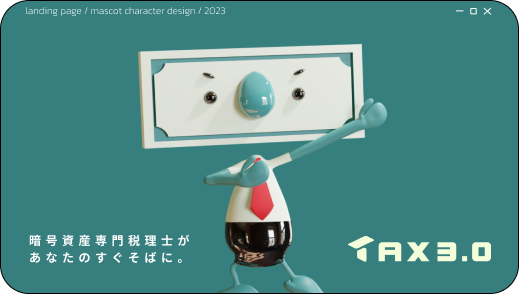 landing page / mascot character design / 2023
暗号資産専門税理士が
あなたのすぐそばに。
TAX3.0